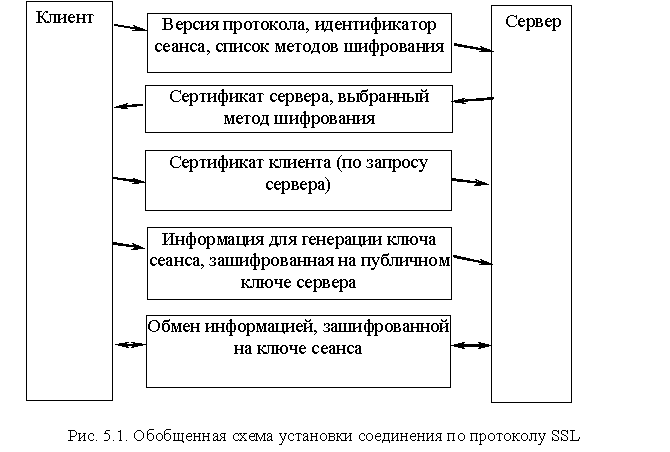 Клиент
Сервер
Версия протокола, идентификатор
сеанса, список методов шифрования
Сертификат сервера, выбранный
метод шифрования
Сертификат клиента (по запросу
сервера)
Информация для генерации ключа
сеанса, зашифрованная на публичном
ключе сервера
Обмен информацией, зашифрованной
на ключе сеанса
Рис. 5.1. Обобщенная схема установки соединения по протоколу SSL